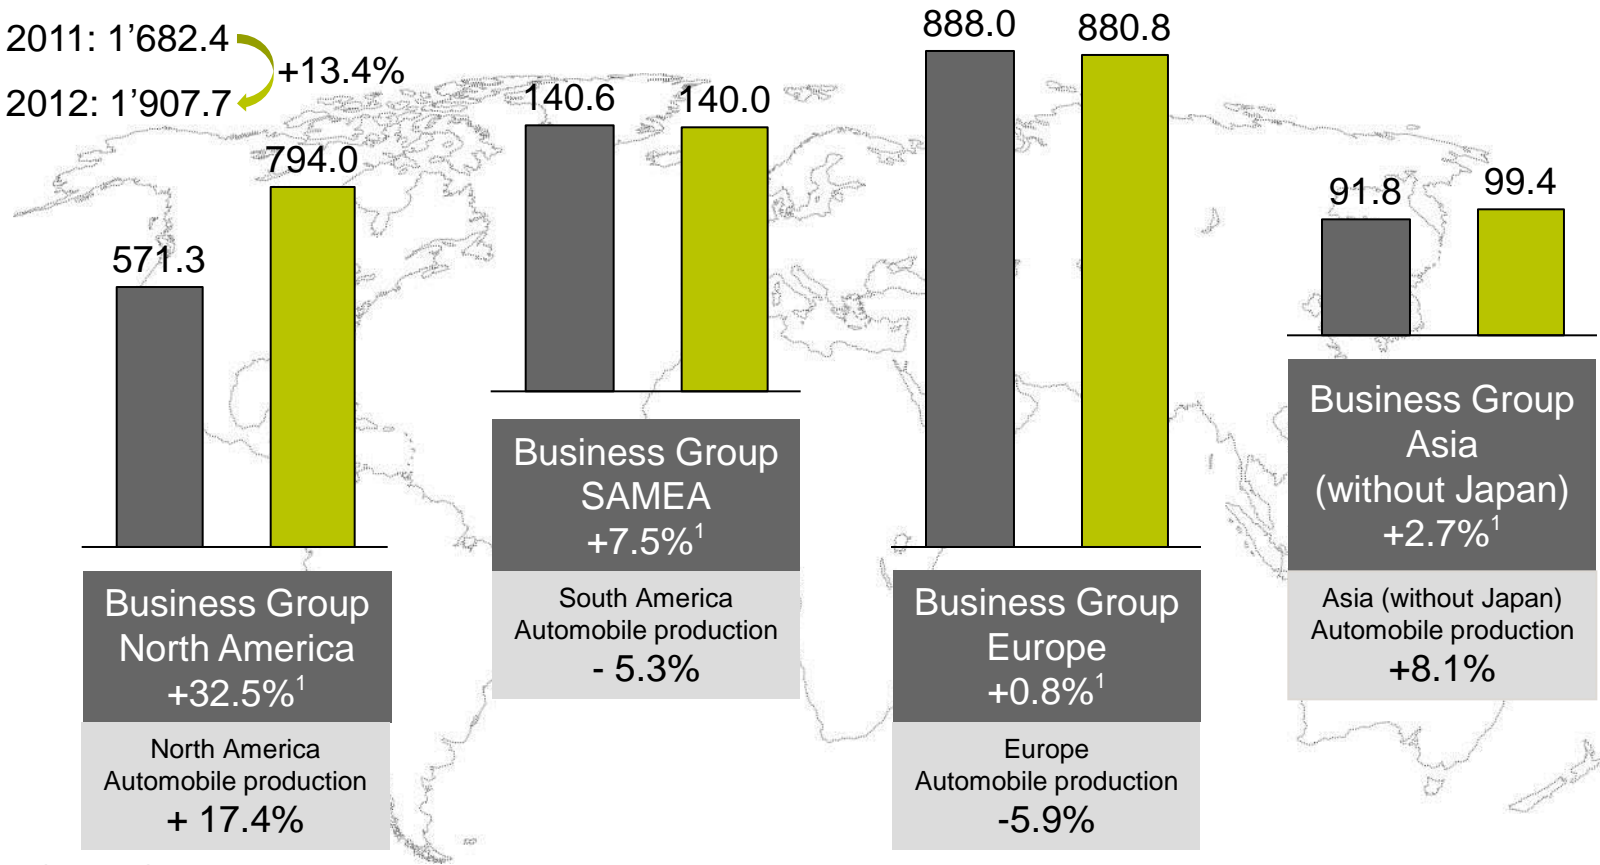 2011: 1’682.4
+13.4%
2012: 1’907.7
571.3
794.0
Business Group
North America
+32.5%¹
North America
Automobile production
+ 17.4%
140.6
140.0
Business Group
SAMEA
+7.5%¹
South America
Automobile production
- 5.3%
888.0
880.8
Business Group
Europe
+0.8%¹
Europe
Automobile production
-5.9%
91.8
99.4
Business Group
Asia
(without Japan)
+2.7%¹
Asia (without Japan)
Automobile production
+8.1%